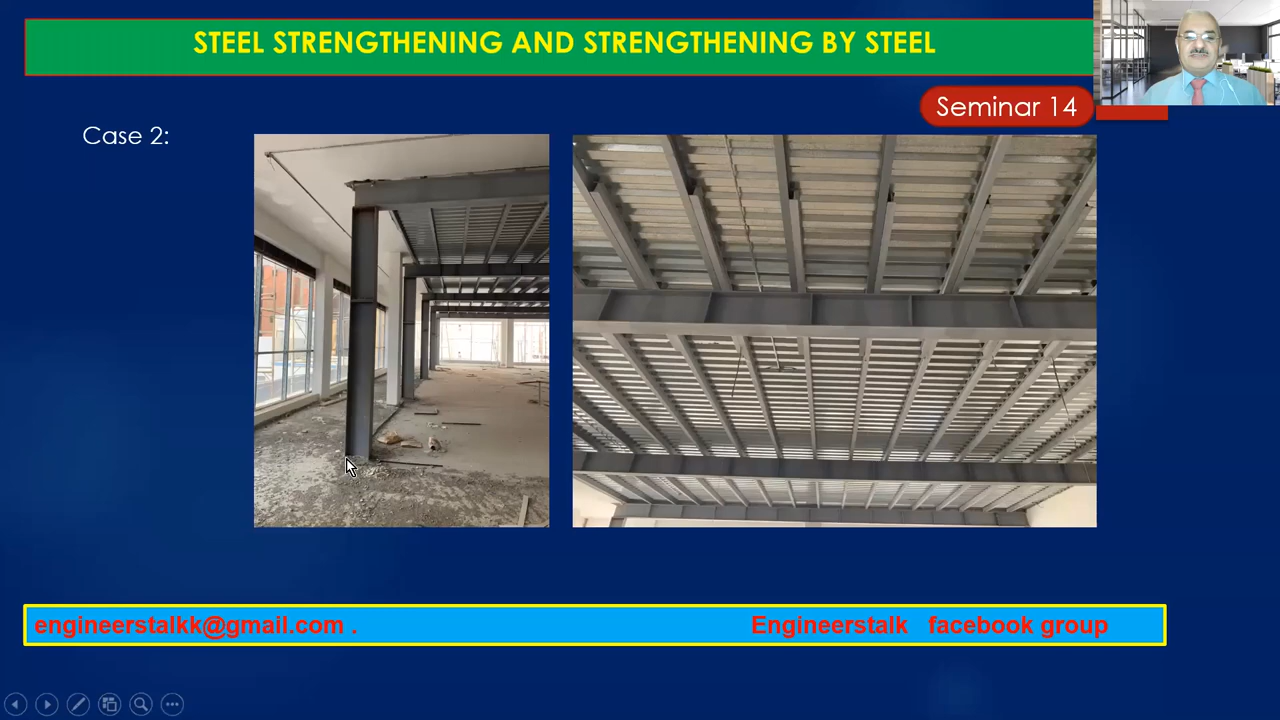 STEEL STRENGTHENING AND STRENGTHENING BY STEEL
Seminar 14
Case 2:
engineerstalkk@gmail.com . Engineerstalk facebook group